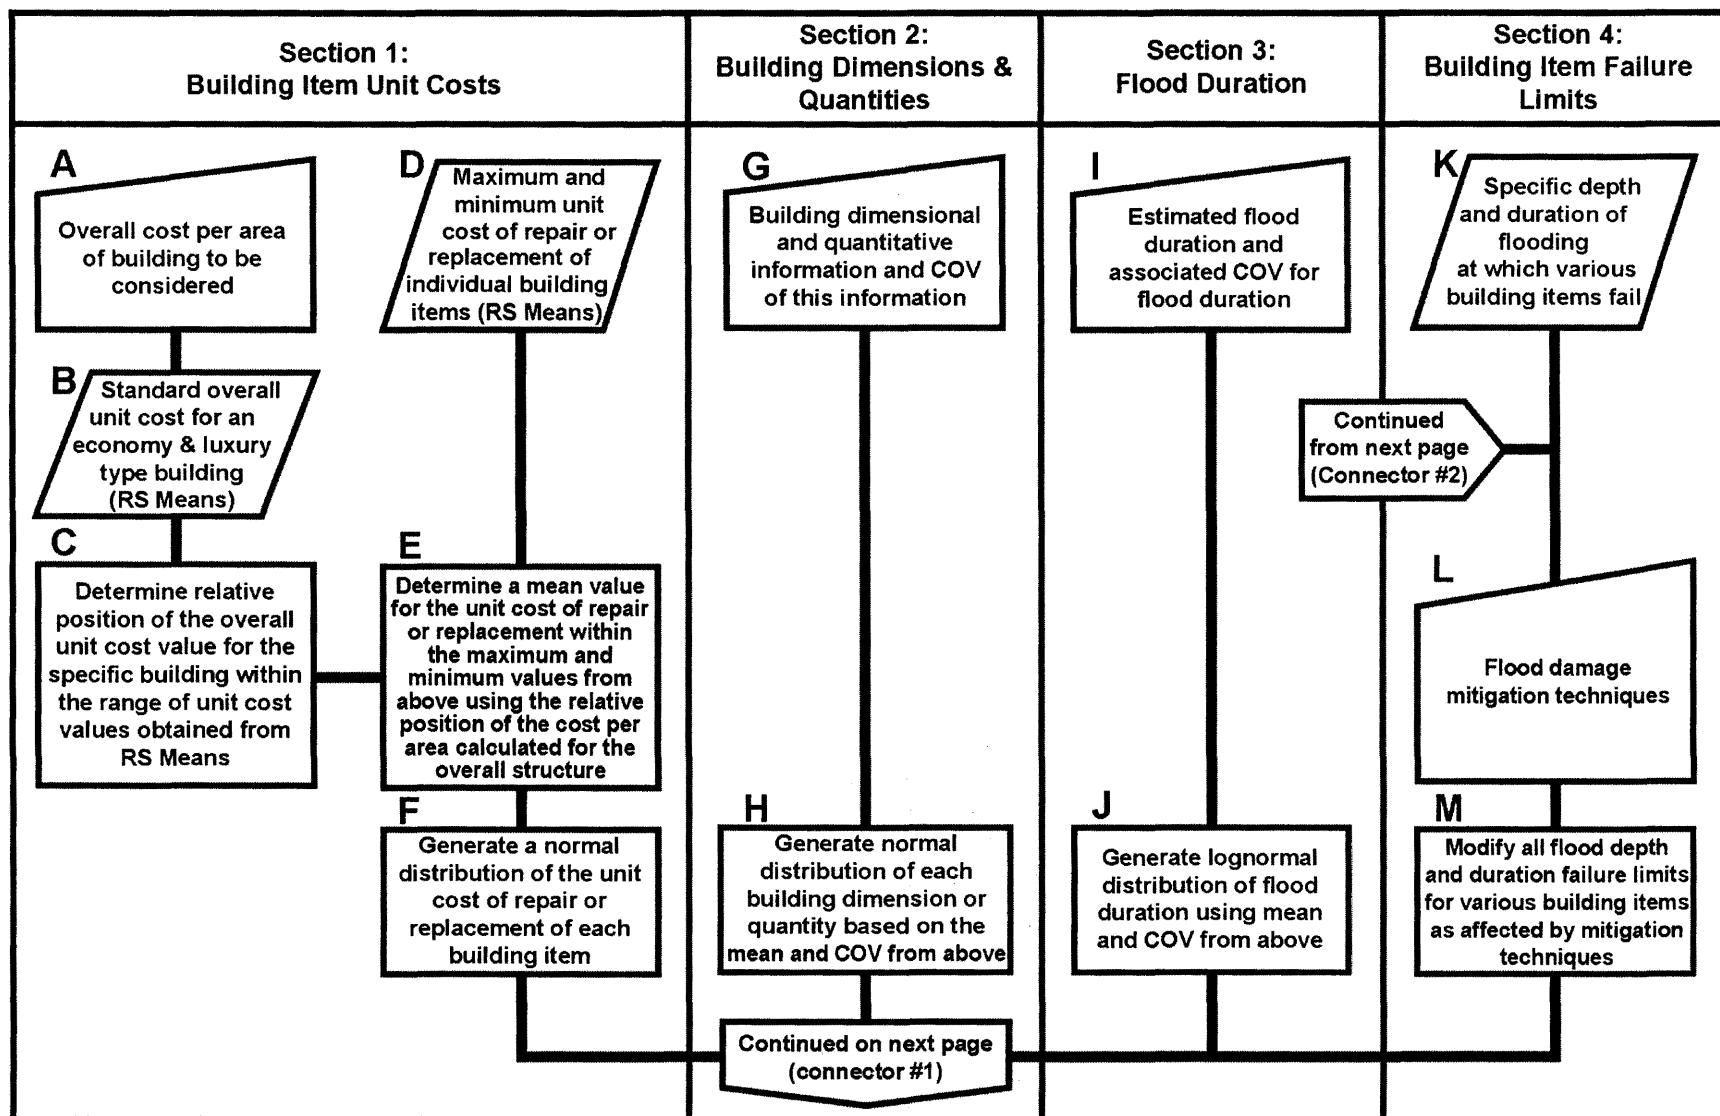 Section 1:
Building Item Unit Costs
Section 2:
Building Dimensions &
Quantities
Section 3:
Flood Duration
Section 4:
Building Item Failure
Limits
A
Overall cost per area
of building to be
considered
B
Standard overall
unit cost for an
economy & luxury
type building
(RS Means)
C
Determine relative
position of the overall
unit cost value for the
specific building within
the range of unit cost
values obtained from
RS Means
D
Maximum and
minimum unit
cost of repair or
replacement of
individual building
items (RS Means)
E
Determine a mean value
for the unit cost of repair
or replacement within
the maximum and
minimum values from
above using the relative
position of the cost per
area calculated for the
overall structure
F
Generate a normal
distribution of the unit
cost of repair or
replacement of each
building item
G
Building dimensional
and quantitative
information and COV
of this information
H
Generate normal
distribution of each
building dimension or
quantity based on the
mean and COV from above
Continued on next page
(connector #1)
I
Estimated flood
duration and
associated COV for
flood duration
J
Generate lognormal
distribution of flood
duration using mean
and COV from above
K
Specific depth
and duration of
flooding
at which various
building items fail
Continued
from next page
(Connector #2)
L
Flood damage
mitigation techniques
M
Modify all flood depth
and duration failure limits
for various building items
as affected by mitigation
techniques